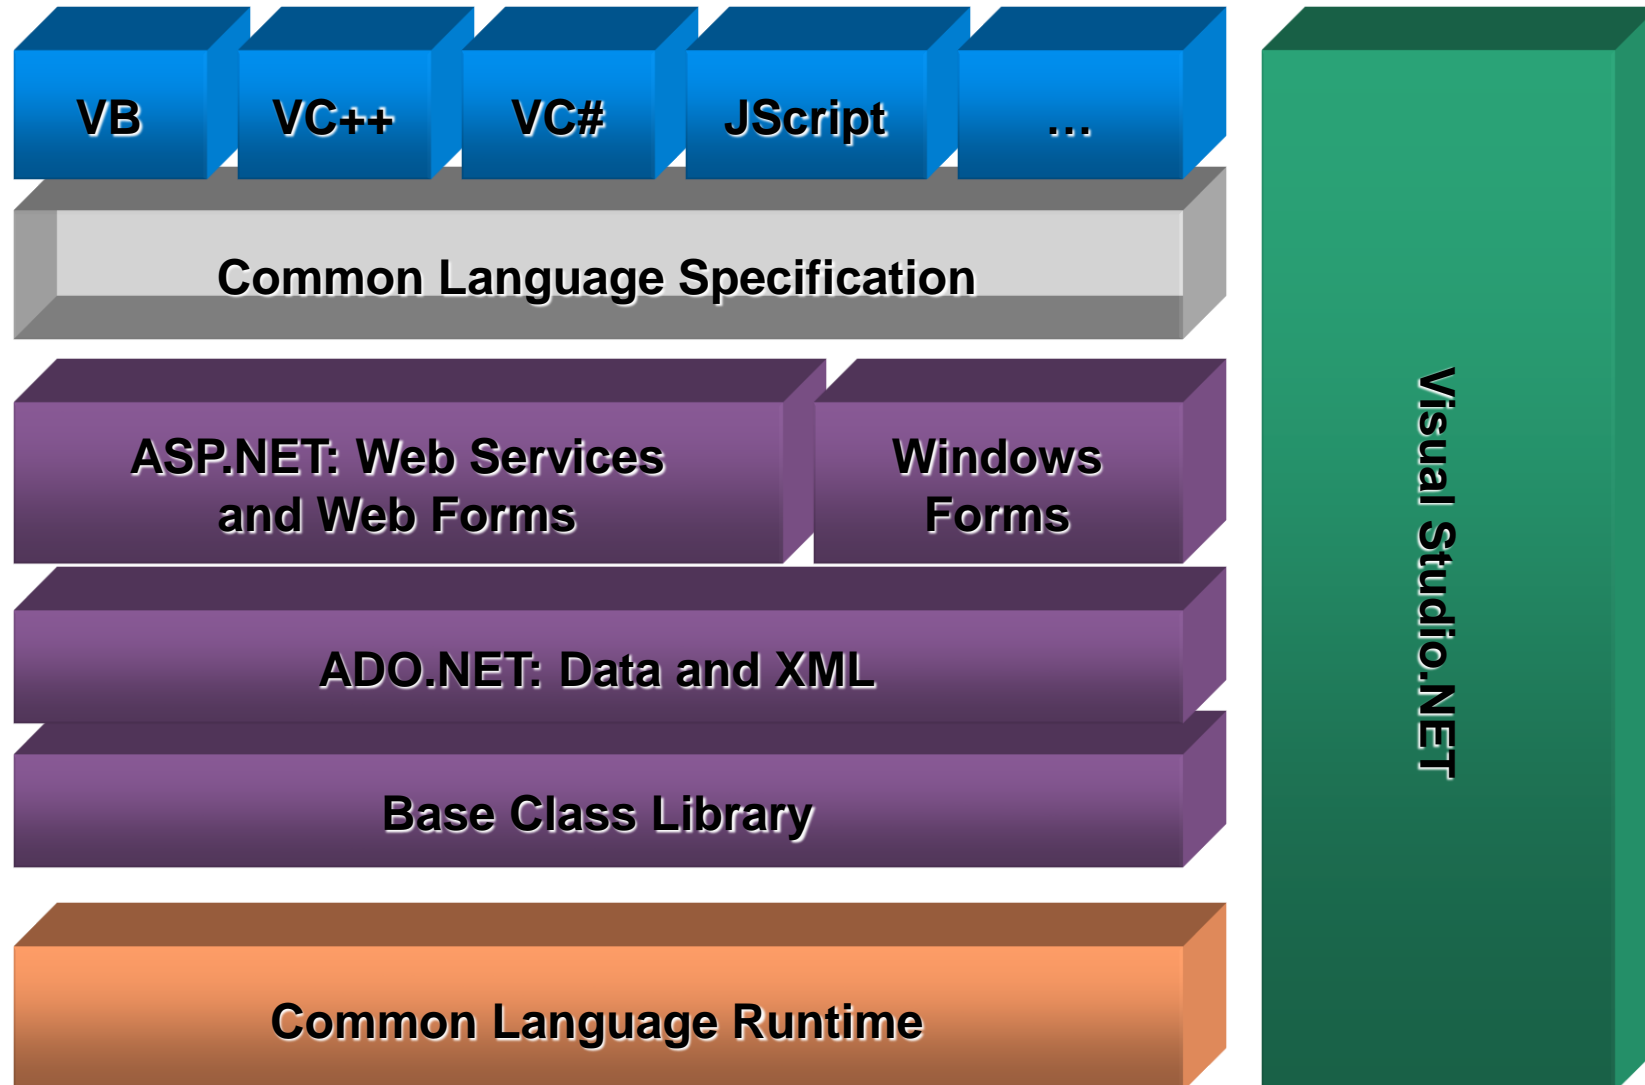 VB
VC++
VC#
JScript
...
Common Language Specification
ASP.NET: Web Services
and Web Forms
Windows
Forms
ADO.NET: Data and XML
Base Class Library
Common Language Runtime
Visual Studio.NET